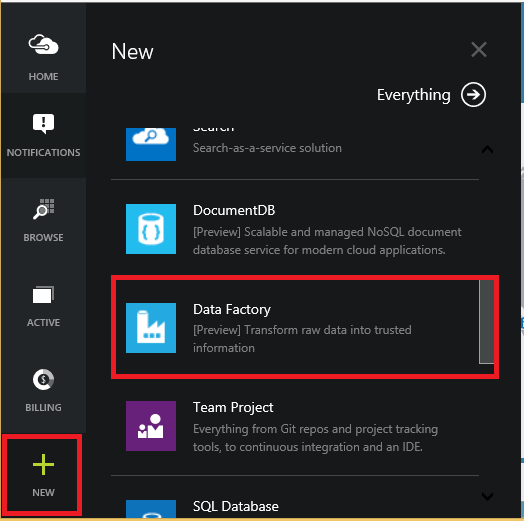 HOME
NOTIFICATIONS
BROWSE
ACTIVE
BILLING
NEW
New
Everything
Search
Search-as-a-service solution
DocumentDB
[Preview] Scalable and managed NoSQL document
database service for modern cloud applications.
Data Factory
[Preview] Transform raw data into trusted
information
Team Project
Everything from Git repos and project tracking
tools, to continuous integration and an IDE.
SQL Database